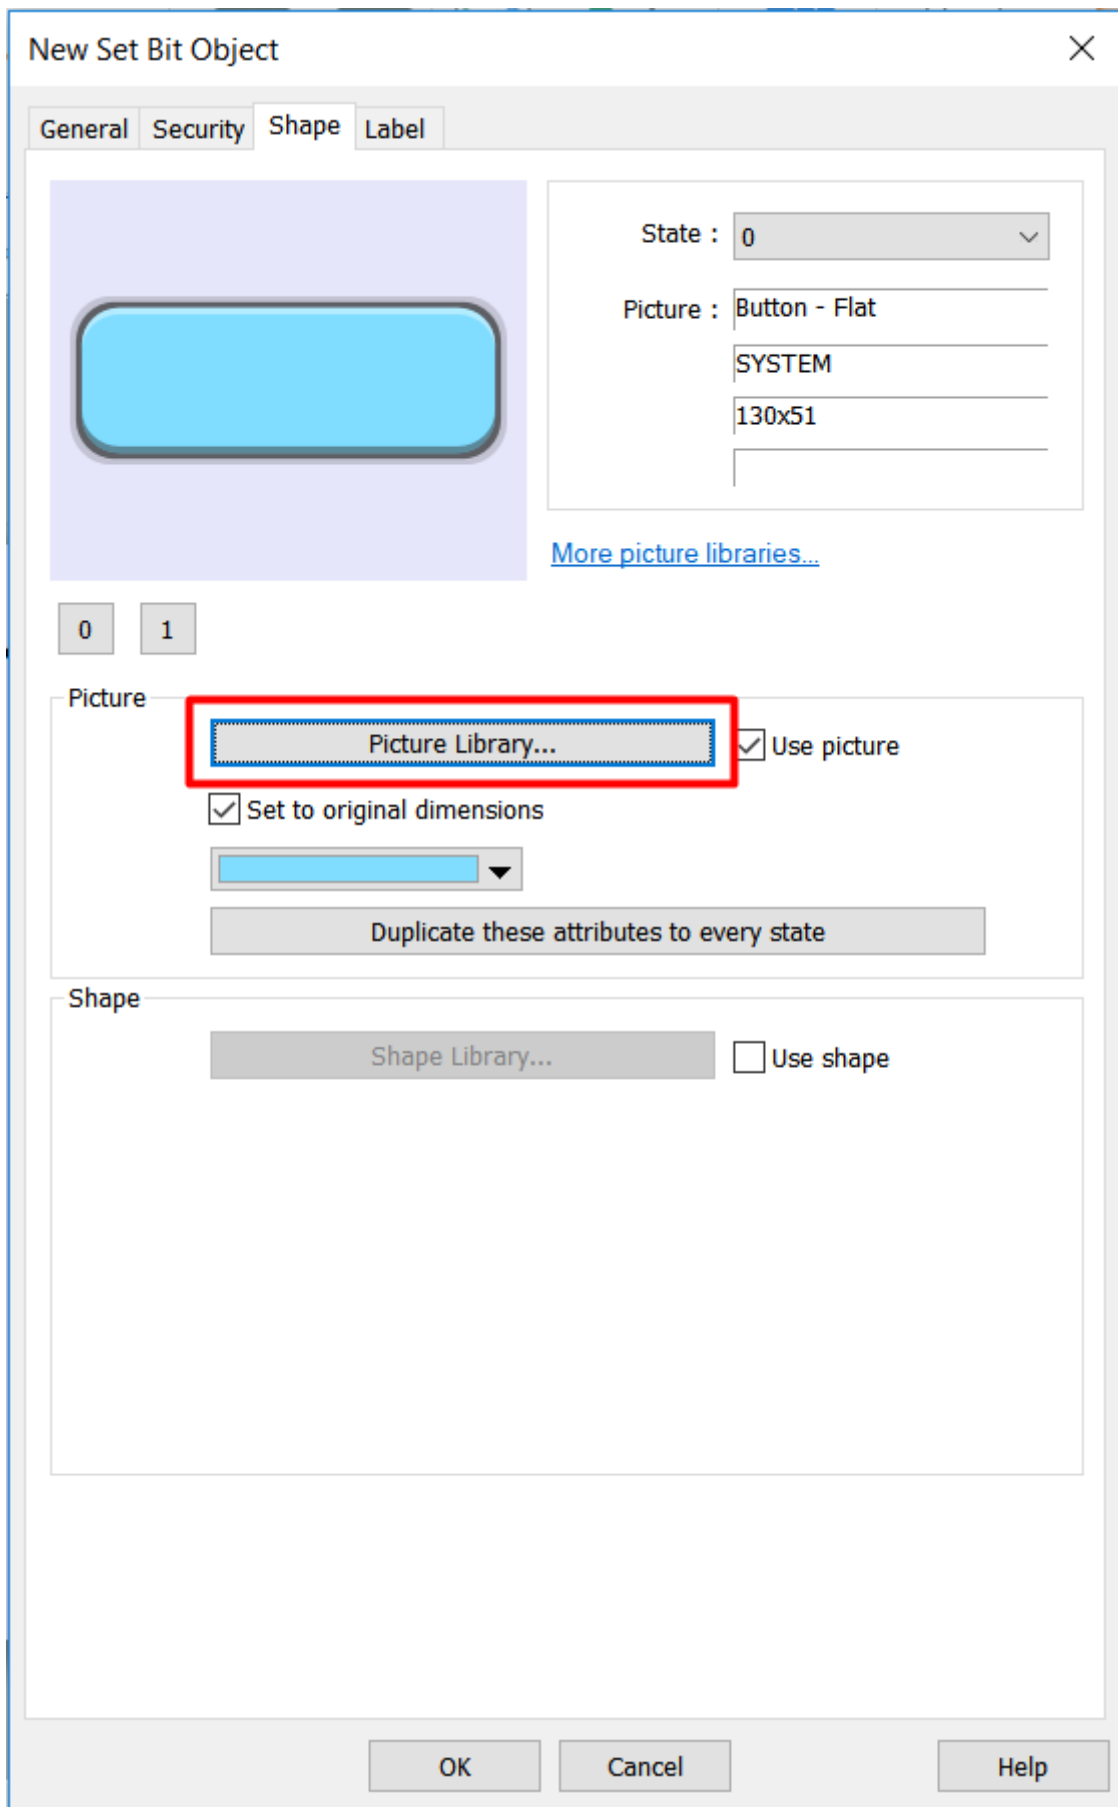 New Set Bit Object
General Security Shape Label
State : 0
Picture : Button - Flat
SYSTEM
130x51
More picture libraries...
0 1
Picture
Picture Library... Use picture
Set to original dimensions
Duplicate these attributes to every state
Shape
Shape Library... Use shape
OK Cancel Help